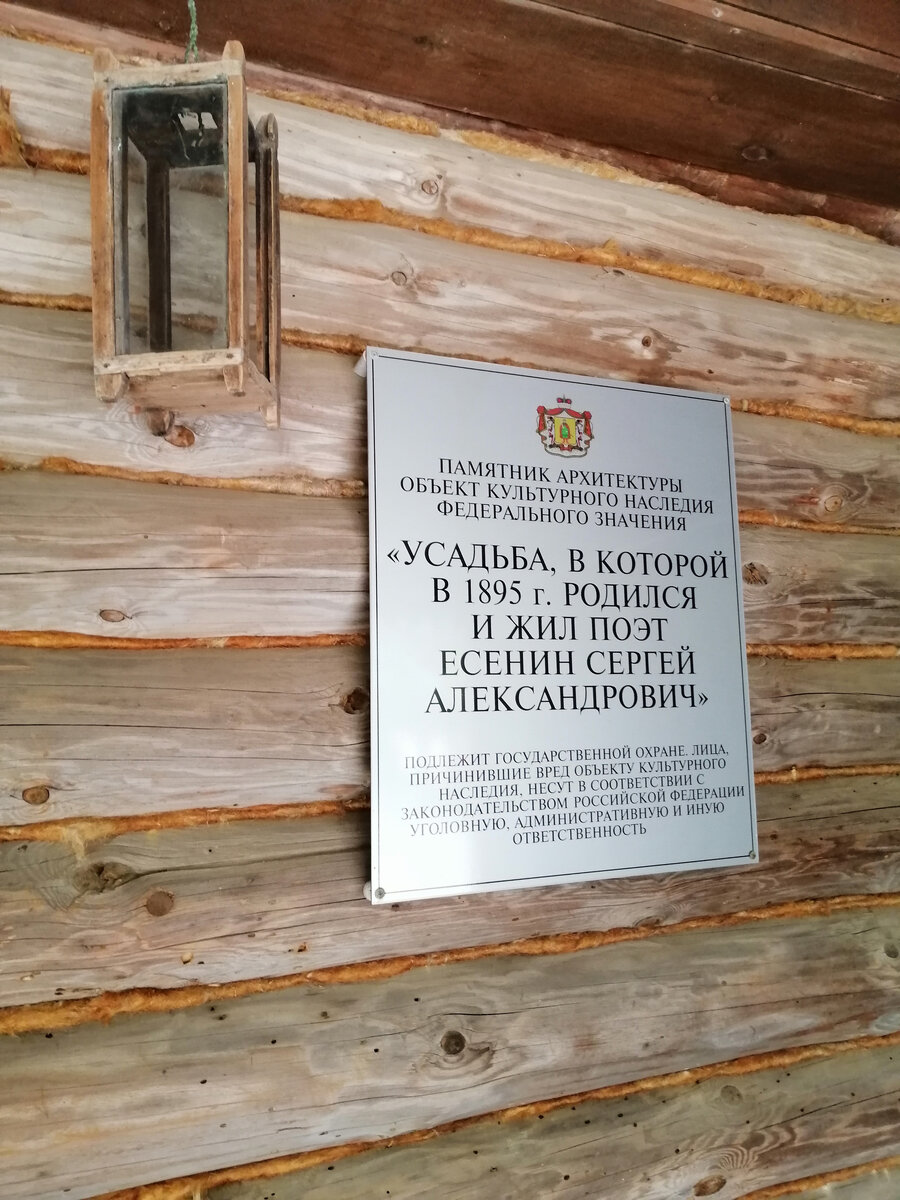 ПАМЯТНИК АРХИТЕКТУРЫ
ОБЪЕКТ КУЛЬТУРНОГО НАСЛЕДИЯ
ФЕДЕРАЛЬНОГО ЗНАЧЕНИЯ
«УСАДЬБА, В КОТОРОЙ
В 1895 г. РОДИЛСЯ
И ЖИЛ ПОЭТ
ЕСЕНИН СЕРГЕЙ
АЛЕКСАНДРОВИЧ»
ПОДЛЕЖИТ ГОСУДАРСТВЕННОЙ ОХРАНЕ. ЛИЦА,
ПРИЧИНИВШИЕ ВРЕД ОБЪЕКТУ КУЛЬТУРНОГО
НАСЛЕДИЯ, НЕСУТ В СООТВЕТСТВИИ С
ЗАКОНОДАТЕЛЬСТВОМ РОССИЙСКОЙ ФЕДЕРАЦИИ
УГОЛОВНУЮ, АДМИНИСТРАТИВНУЮ И ИНУЮ
ОТВЕТСТВЕННОСТЬ